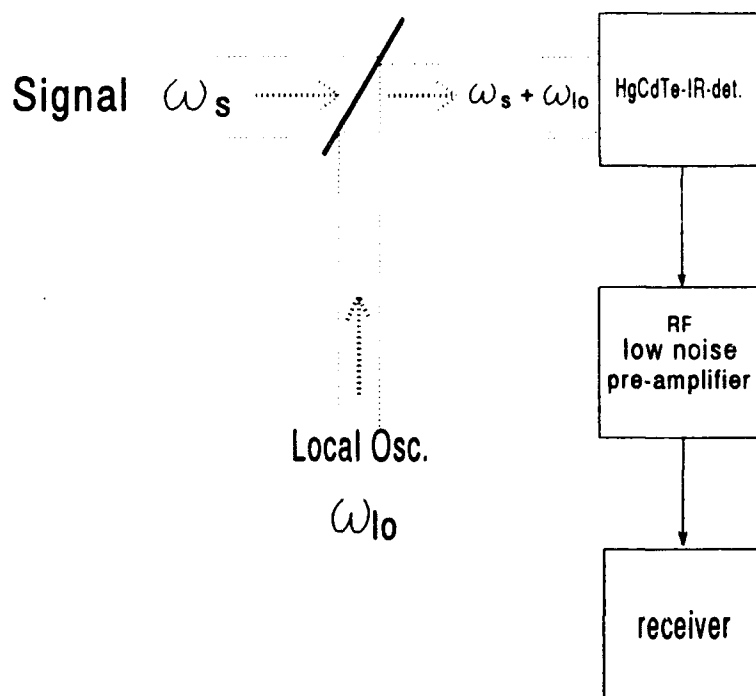 Signal ωs
ωs + ωlo
HgCdTe-IR-det.
RF
low noise
pre-amplifier
Local Osc.
ωlo
receiver